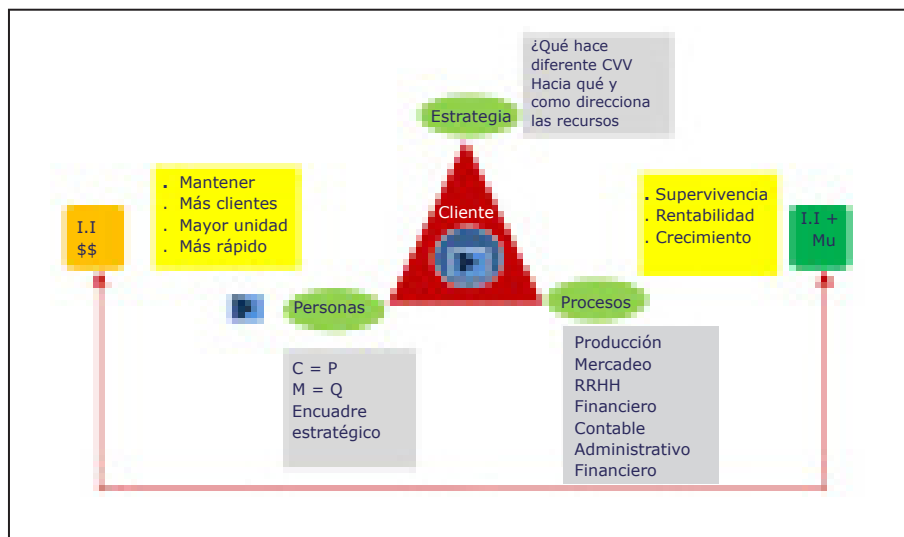 ¿Qué hace
diferente CVV
Hacia qué y
como direcciona
las recursos
Estrategia
. Mantener
. Más clientes
. Mayor unidad
. Más rápido
. Supervivencia
. Rentabilidad
. Crecimiento
I.I
$$
Cliente
I.I +
Mu
Personas
Procesos
C = P
M = Q
Encuadre
estratégico
Producción
Mercadeo
RRHH
Financiero
Contable
Administrativo
Financiero